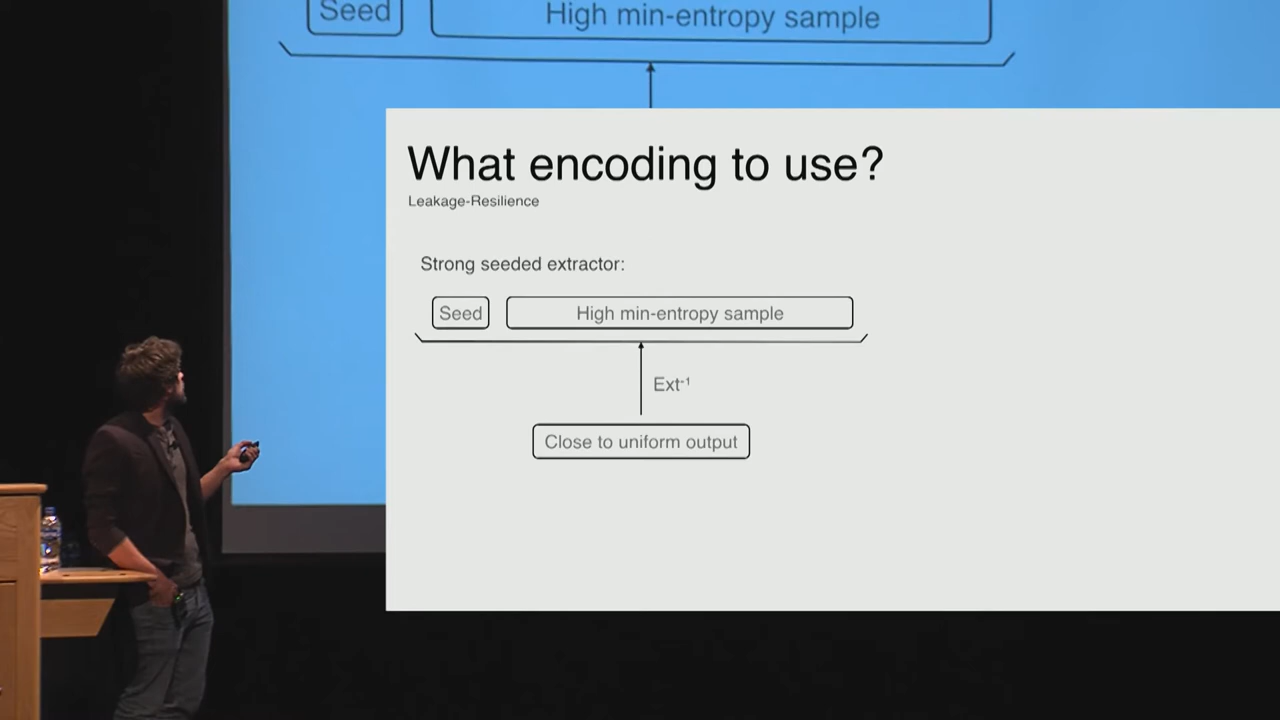 Seed High min-entropy sample
What encoding to use?
Leakage-Resilience
Strong seeded extractor:
Seed High min-entropy sample
Ext⁻¹
Close to uniform output